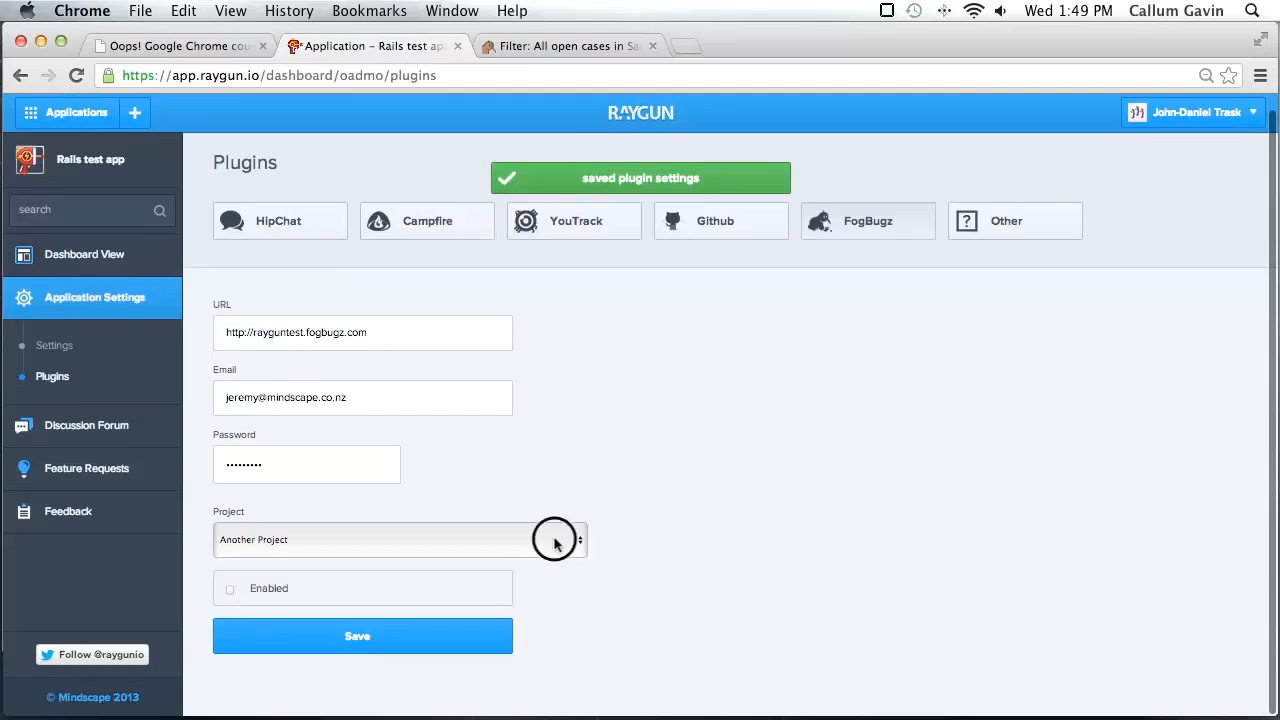 Chrome File Edit View History Bookmarks Window Help Wed 1:49 PM Callum Gavin
Oops! Google Chrome cou
Application – Rails test ap
Filter: All open cases in Sa
https://app.raygun.io/dashboard/oadmo/plugins
Applications +
RAYGUN
John-Daniel Trask
Rails test app
search
Dashboard View
Application Settings
Settings
Plugins
Discussion Forum
Feature Requests
Feedback
Follow @raygunio
© Mindscape 2013
Plugins
saved plugin settings
HipChat Campfire YouTrack Github FogBugz ? Other
URL
http://rayguntest.fogbugz.com
Email
jeremy@mindscape.co.nz
Password
•••••••••
Project
Another Project
Enabled
Save